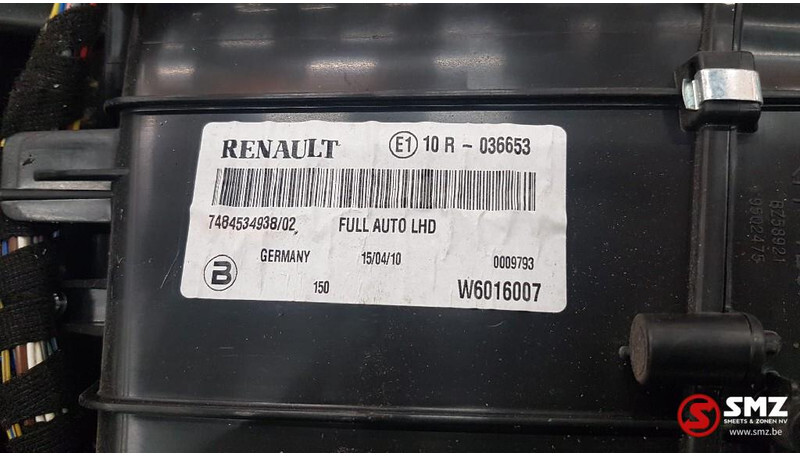 RENAULT E1 10 R - 036653
7484534938/02 FULL AUTO LHD
GERMANY 15/04/10 0009793
B 150 W6016007
SMZ
SMEETS & ZONEN NV
www.smz.be